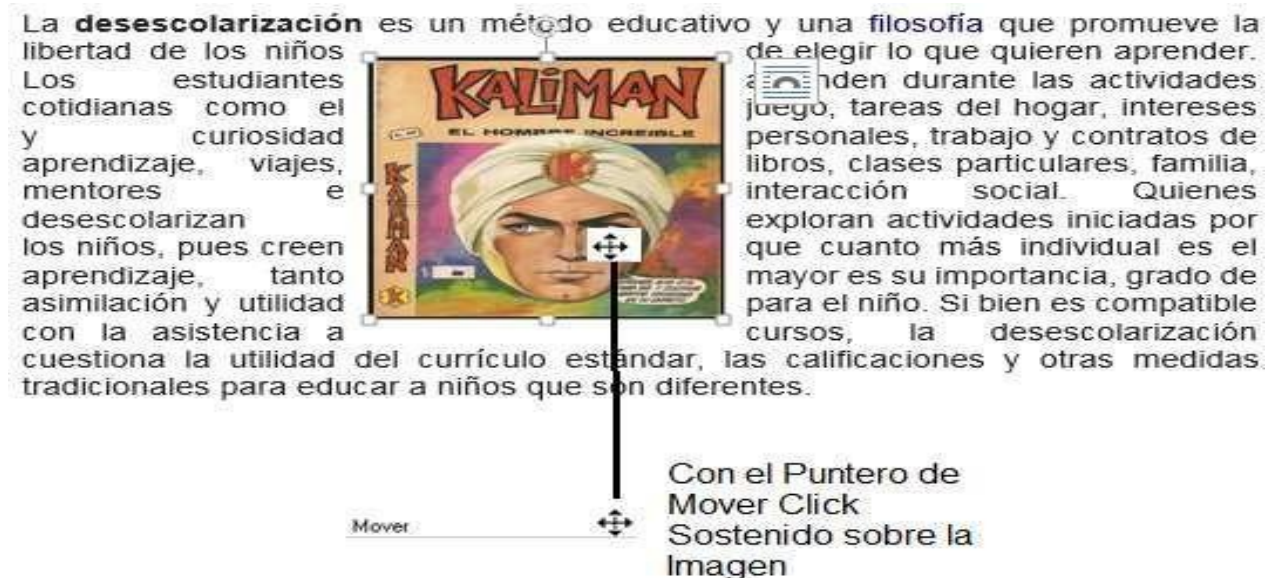 La desescolarización es un método educativo y una filosofía que promueve la
libertad de los niños de elegir lo que quieren aprender.
Los estudiantes nden durante las actividades
cotidianas como el juego, tareas del hogar, intereses
y curiosidad personales, trabajo y contratos de
aprendizaje, viajes, libros, clases particulares, familia,
mentores e interacción social. Quienes
desescolarizan exploran actividades iniciadas por
los niños, pues creen que cuanto más individual es el
aprendizaje, tanto mayor es su importancia, grado de
asimilación y utilidad para el niño. Si bien es compatible
con la asistencia a cursos, la desescolarización
cuestiona la utilidad del currículo estándar, las calificaciones y otras medidas
tradicionales para educar a niños que son diferentes.
KALIMAN
EL HOMBRE INCREIBLE
KALIMAN
Mover
Con el Puntero de
Mover Click
Sostenido sobre la
Imagen